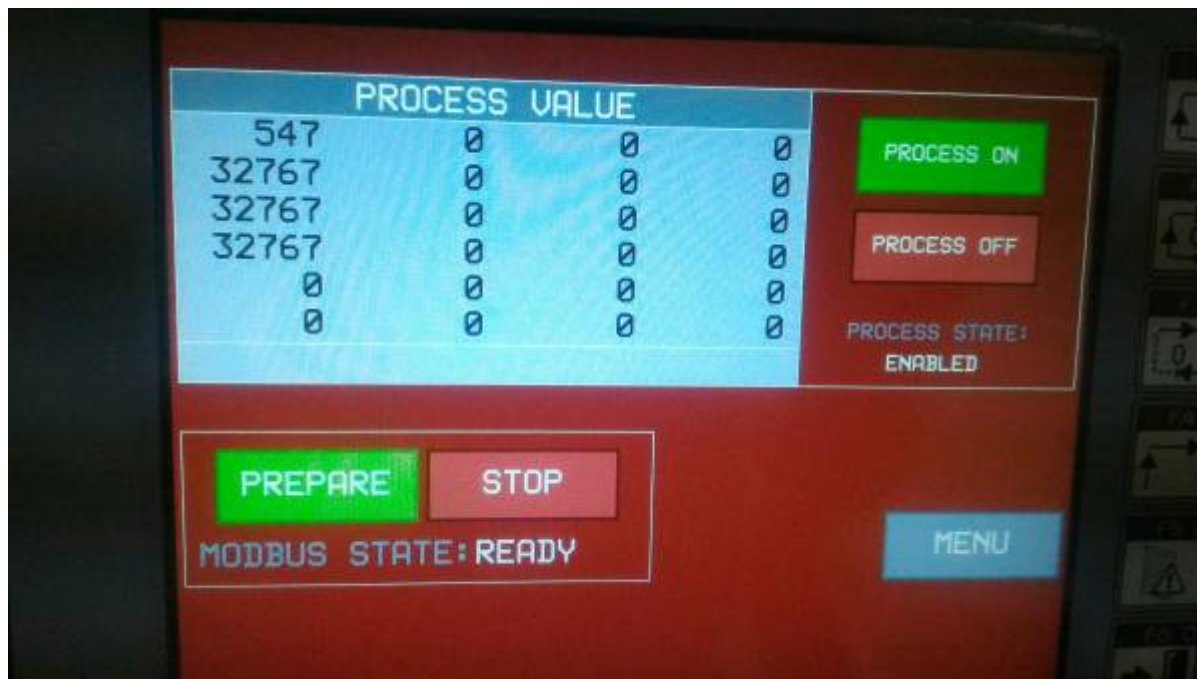 PROCESS VALUE
547 0 0 0
32767 0 0 0
32767 0 0 0
32767 0 0 0
0 0 0 0
0 0 0 0
PROCESS ON
PROCESS OFF
PROCESS STATE:
ENABLED
PREPARE STOP
MODBUS STATE:READY
MENU